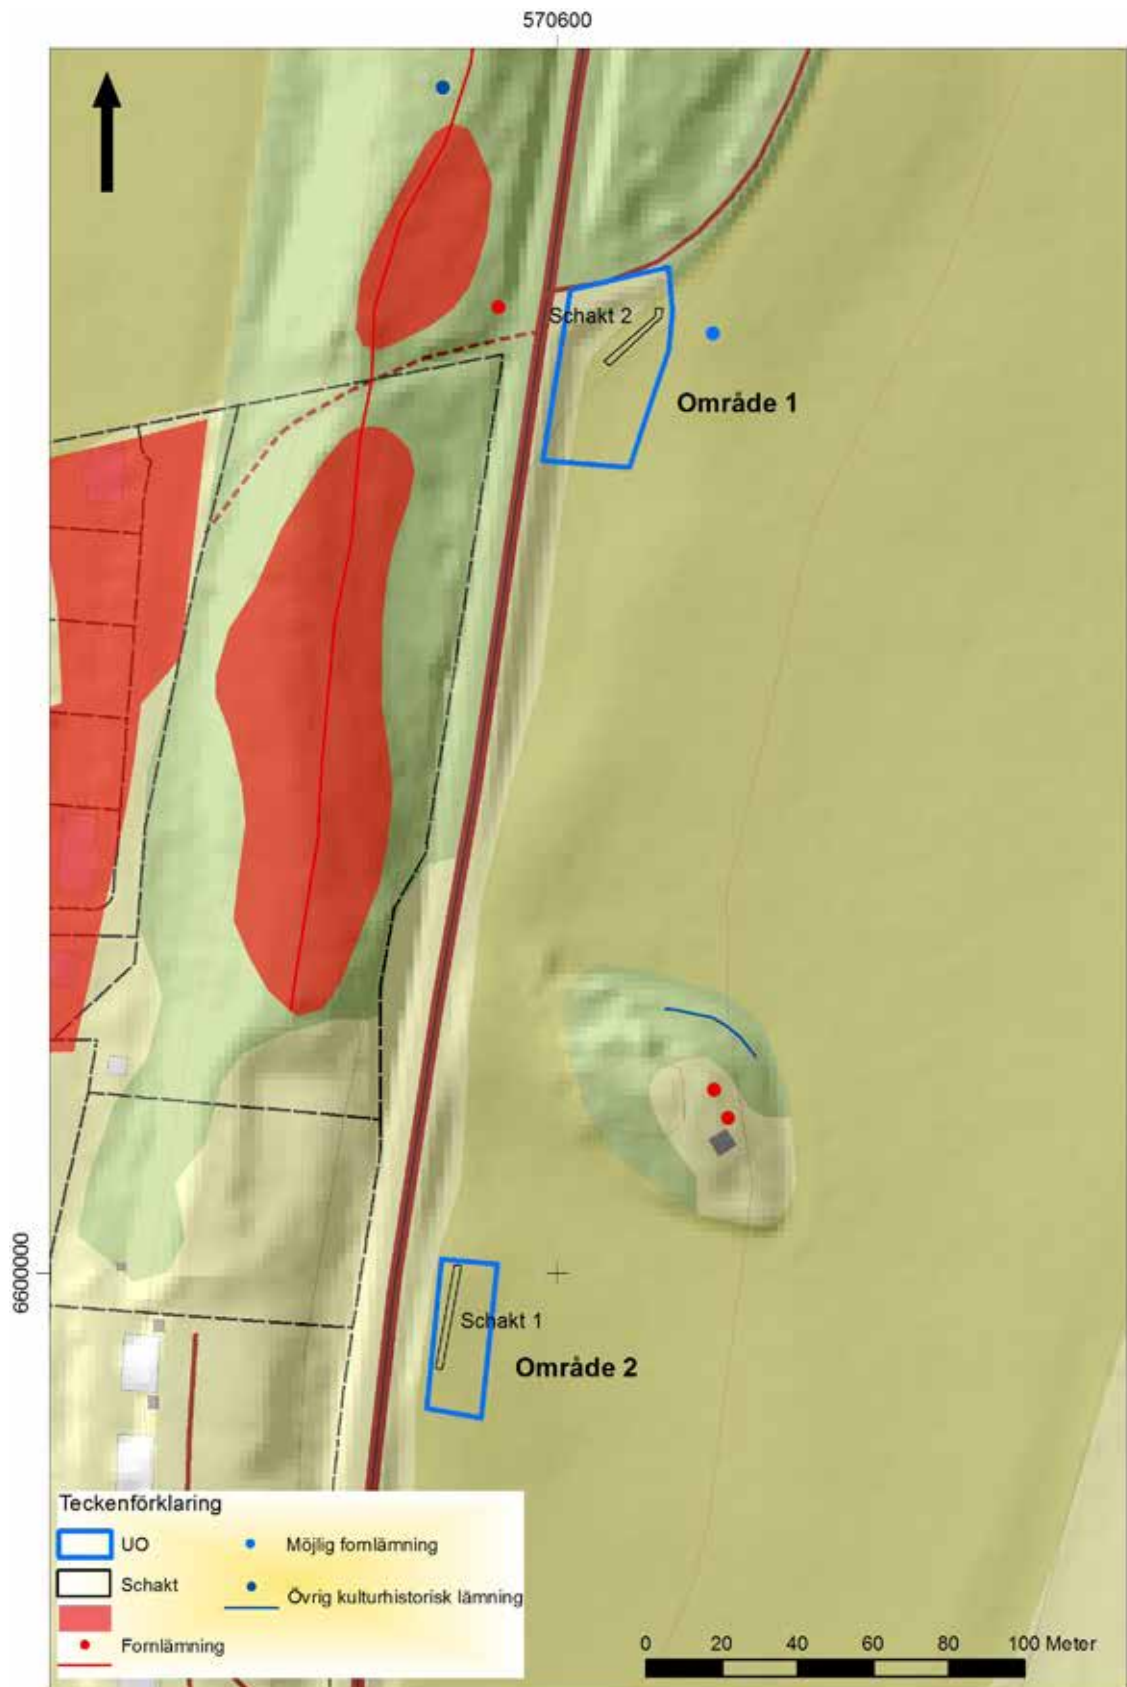 570600
Schakt 2
Område 1
6600000
Schakt 1
Område 2
Teckenförklaring
UO
Möjlig fornlämning
Schakt
Övrig kulturhistorisk lämning
Fornlämning
0 20 40 60 80 100 Meter